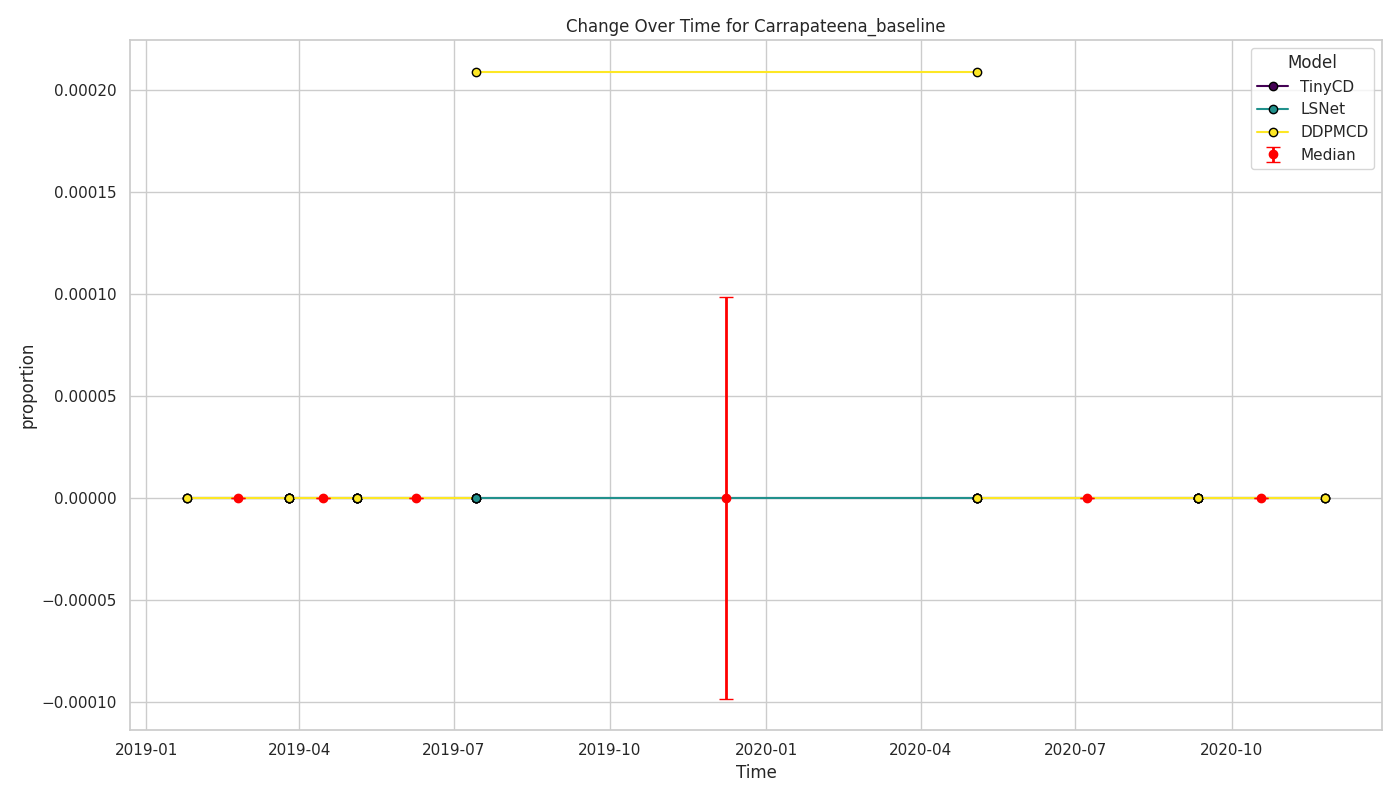 Change Over Time for Carrapateena_baseline
Model
TinyCD
LSNet
DDPMCD
Median
proportion
0.00020
0.00015
0.00010
0.00005
0.00000
−0.00005
−0.00010
2019-01 2019-04 2019-07 2019-10 2020-01 2020-04 2020-07 2020-10
Time